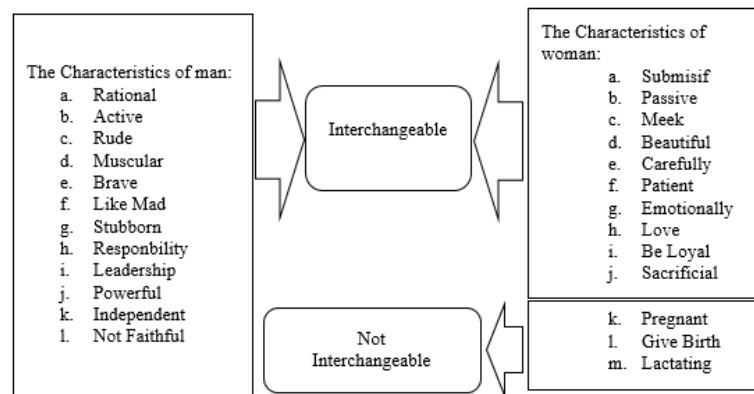 The Characteristics of man:
a. Rational
b. Active
c. Rude
d. Muscular
e. Brave
f. Like Mad
g. Stubborn
h. Responbility
i. Leadership
j. Powerful
k. Independent
l. Not Faithful
Interchangeable
Not
Interchangeable
The Characteristics of
woman:
a. Submisif
b. Passive
c. Meek
d. Beautiful
e. Carefully
f. Patient
g. Emotionally
h. Love
i. Be Loyal
j. Sacrificial
k. Pregnant
l. Give Birth
m. Lactating